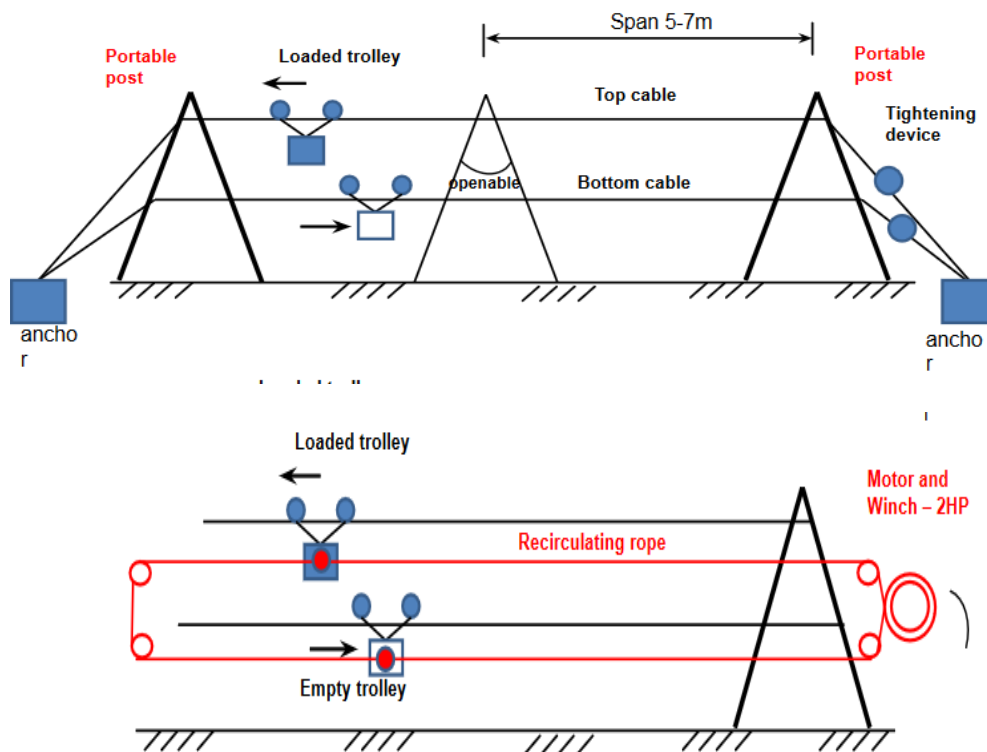 Span 5-7m
Portable
post
Loaded trolley
Portable
post
Top cable
Tightening
device
openable
Bottom cable
ancho
r
ancho
r
Loaded trolley
Motor and
Winch – 2HP
Recirculating rope
Empty trolley